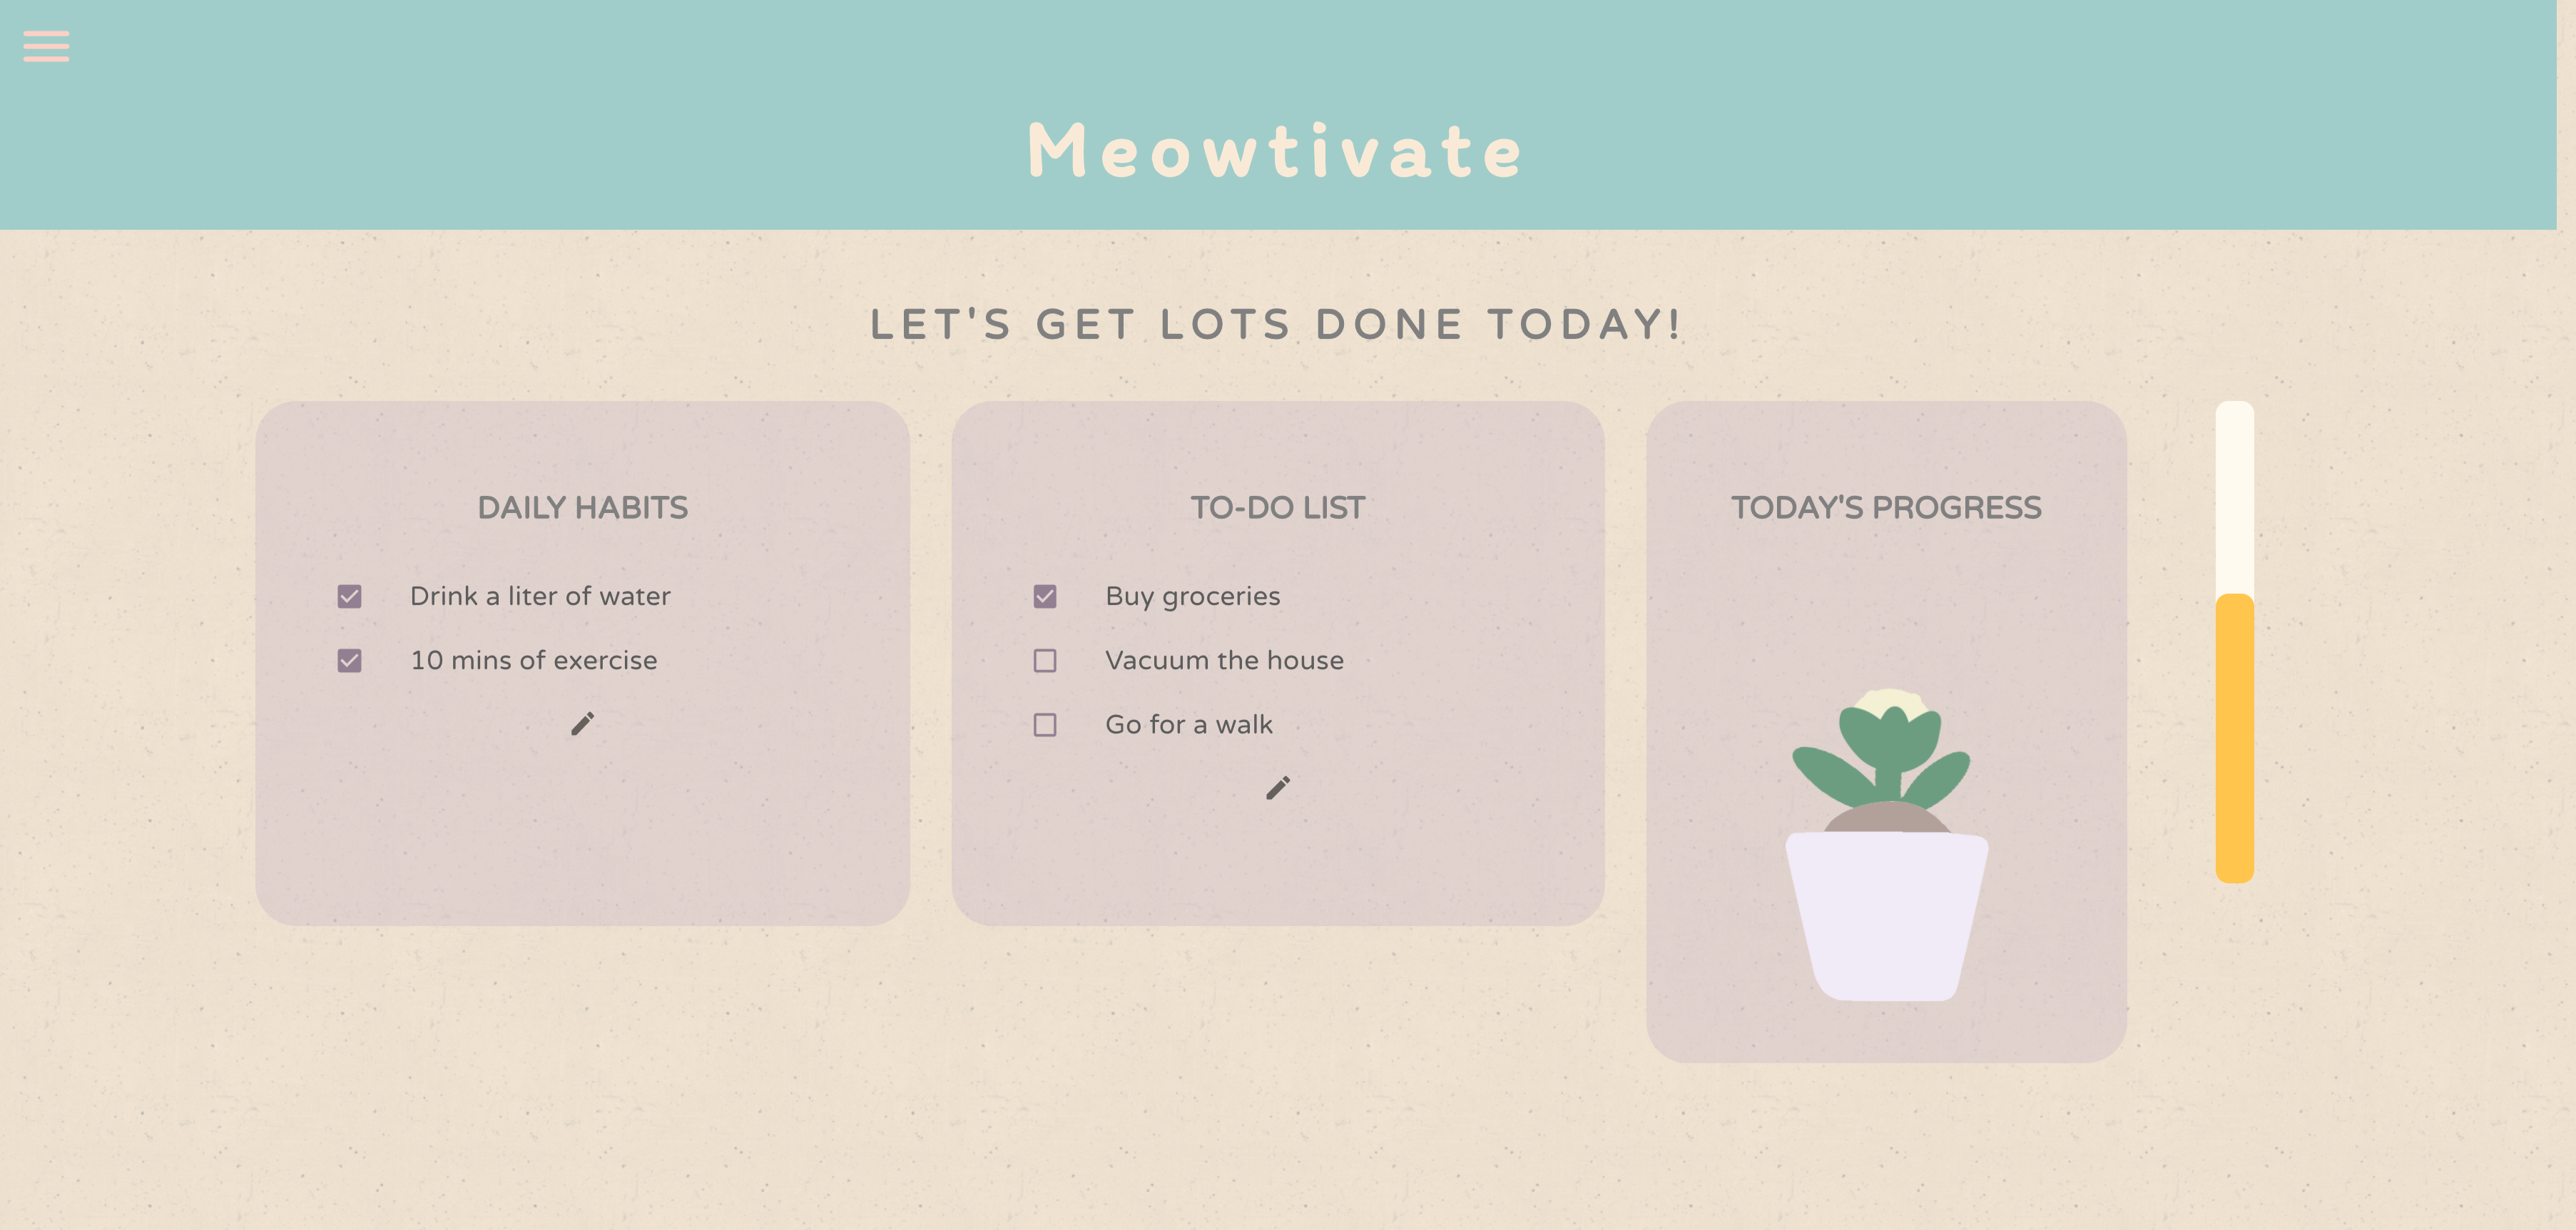 Meowtivate
LET'S GET LOTS DONE TODAY!
DAILY HABITS
Drink a liter of water
10 mins of exercise
TO-DO LIST
Buy groceries
Vacuum the house
Go for a walk
TODAY'S PROGRESS